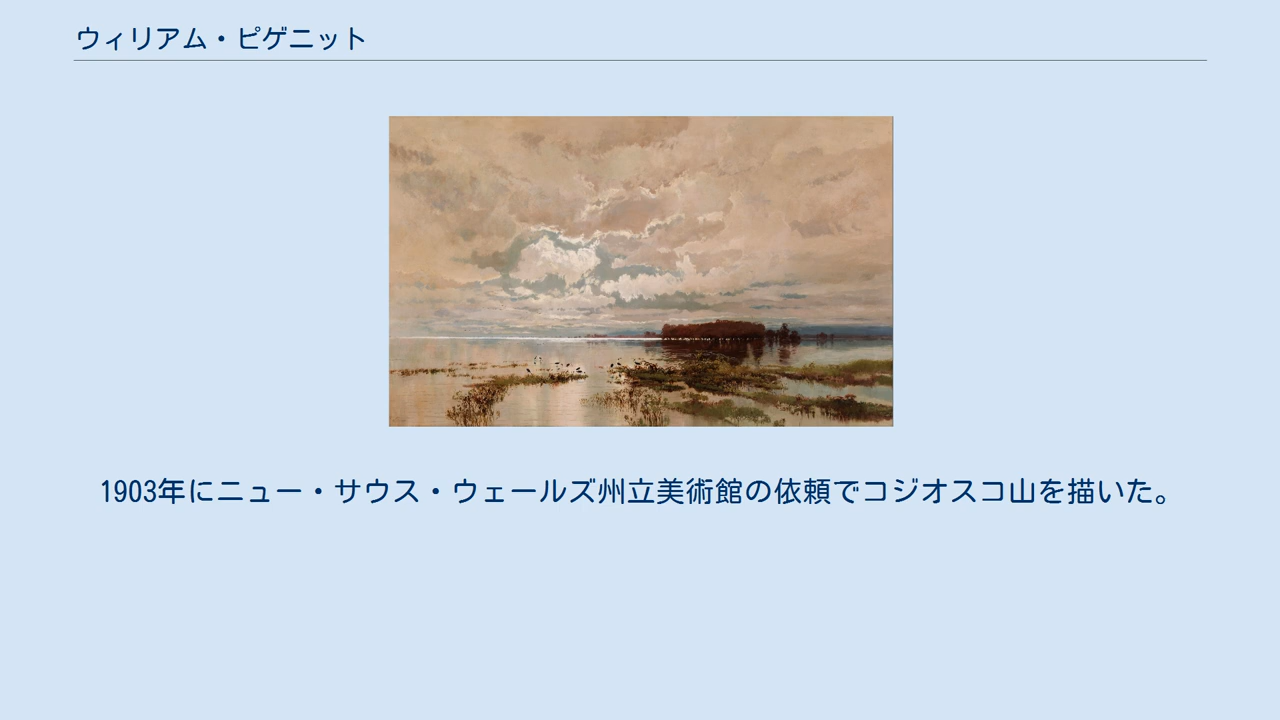 ウィリアム・ピゲニット
1903年にニュー・サウス・ウェールズ州立美術館の依頼でコジオスコ山を描いた。